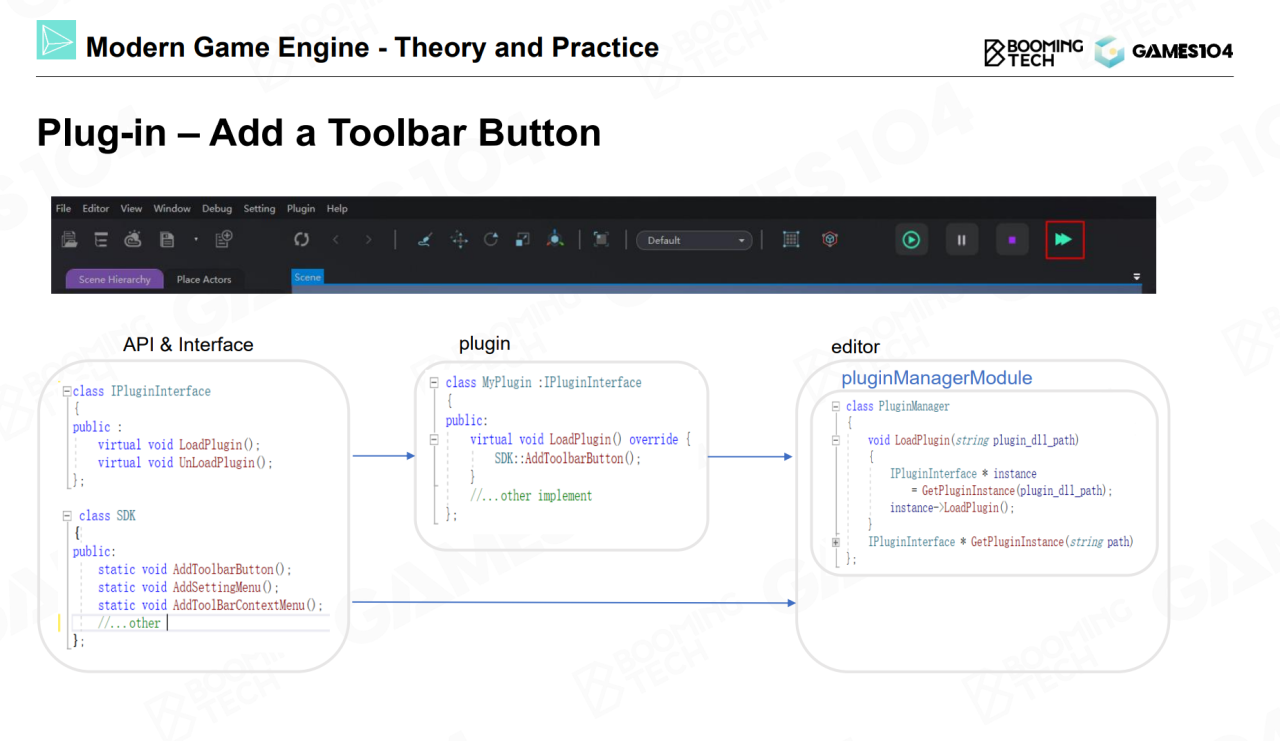 Modern Game Engine - Theory and Practice
BOOMING
TECH
GAMES104
Plug-in – Add a Toolbar Button
File Editor View Window Debug Setting Plugin Help
Default
Scene Hierarchy Place Actors Scene
API & Interface
class IPluginInterface
{
public :
virtual void LoadPlugin();
virtual void UnLoadPlugin();
};
class SDK
{
public:
static void AddToolbarButton();
static void AddSettingMenu();
static void AddToolBarContextMenu();
//...other
};
plugin
class MyPlugin :IPluginInterface
{
public:
virtual void LoadPlugin() override {
SDK::AddToolbarButton();
}
//...other implement
};
editor
pluginManagerModule
class PluginManager
{
void LoadPlugin(string plugin_dll_path)
{
IPluginInterface * instance
= GetPluginInstance(plugin_dll_path);
instance->LoadPlugin();
}
IPluginInterface * GetPluginInstance(string path)
};